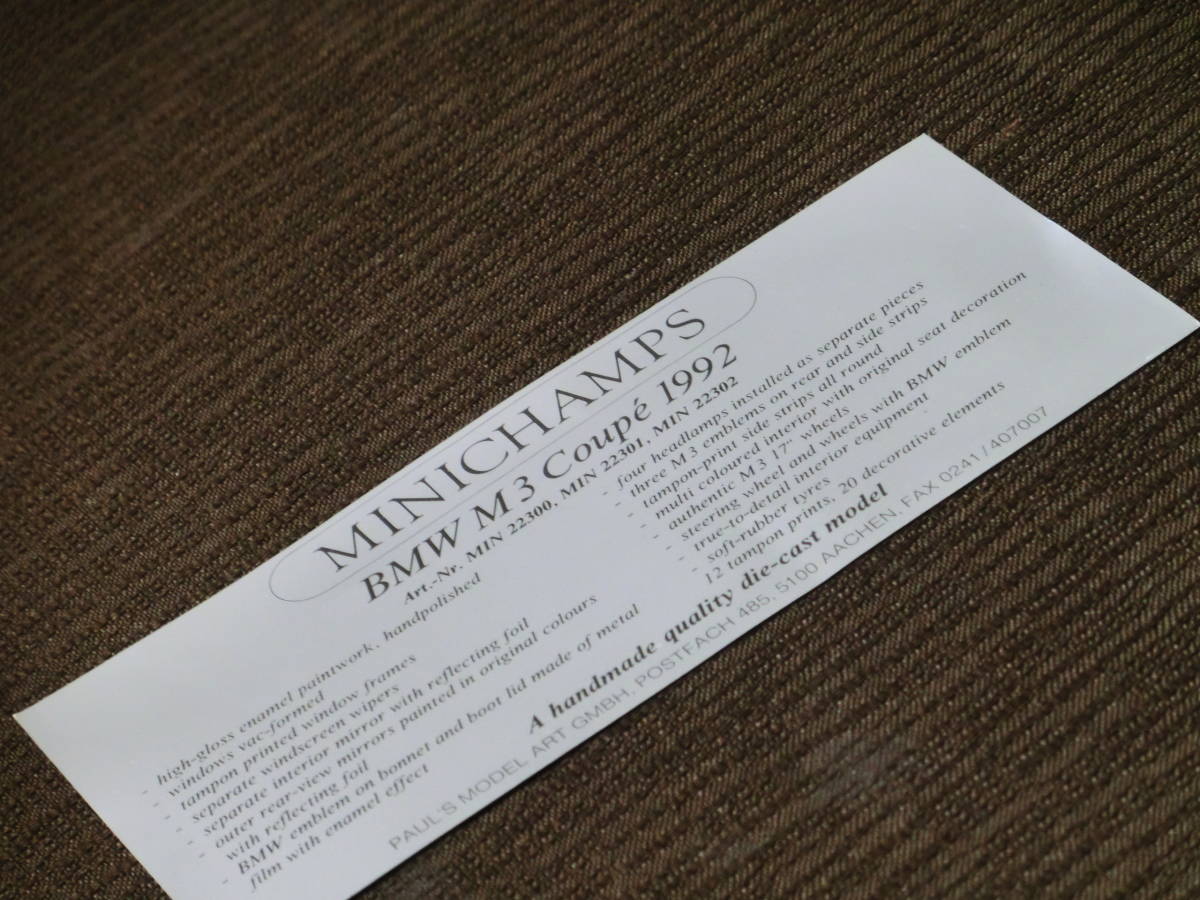 MINICHAMPS
BMW M 3 Coupé 1992
Art.-Nr. MIN 22300, MIN 22301, MIN 22302
high-gloss enamel paintwork, handpolished
- windows vac-formed
- tampon printed window frames
- separate windscreen wipers
- separate interior mirror with reflecting foil
- outer rear-view mirrors painted in original colours
with reflecting foil
- BMW emblem on bonnet and boot lid made of metal
film with enamel effect
- four headlamps installed as separate pieces
- three M 3 emblems on rear and side strips
- tampon-print side strips all round
- multi coloured interior with original seat decoration
- authentic M 3 17" wheels
- steering wheel and wheels with BMW emblem
- true-to-detail interior equipment
- soft-rubber tyres
12 tampon prints, 20 decorative elements
A handmade quality die-cast model
PAUL'S MODEL ART GMBH, POSTFACH 485, 5100 AACHEN, FAX 0241/407007